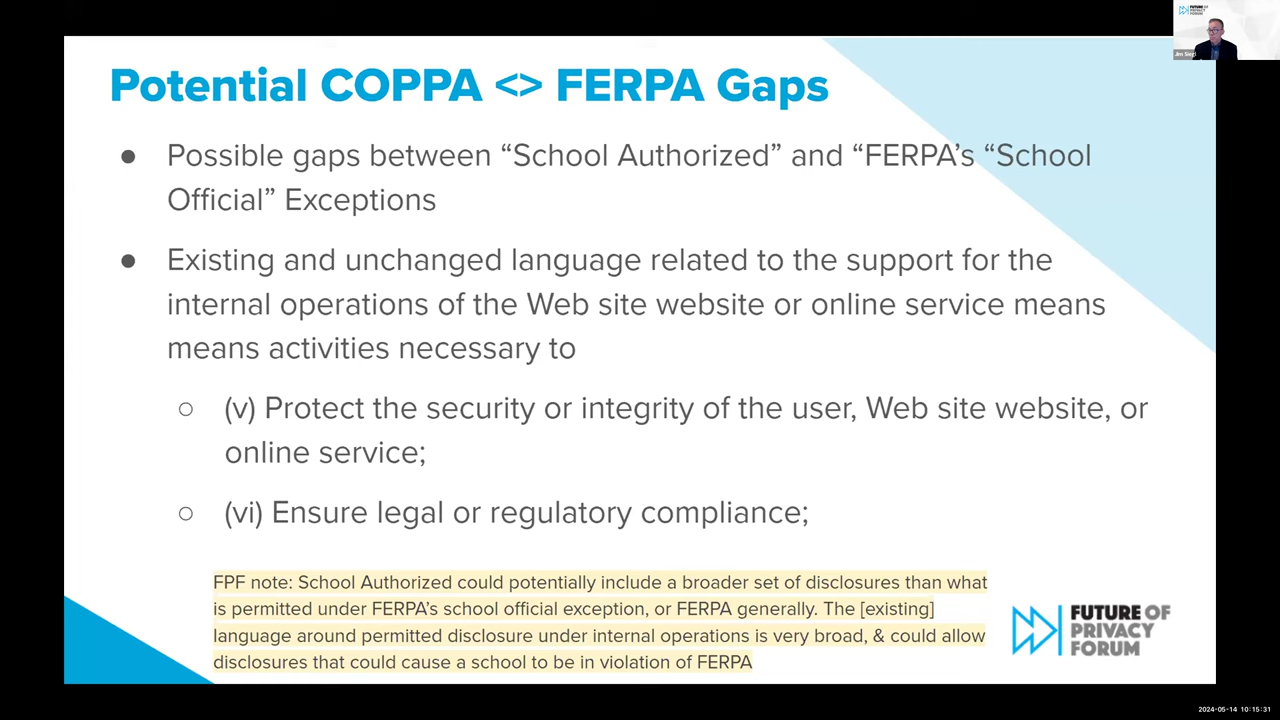 FUTURE OF
PRIVACY
FORUM
Potential COPPA <> FERPA Gaps
● Possible gaps between “School Authorized” and “FERPA’s “School
Official” Exceptions
● Existing and unchanged language related to the support for the
internal operations of the Web site website or online service means
means activities necessary to
○ (v) Protect the security or integrity of the user, Web site website, or
online service;
○ (vi) Ensure legal or regulatory compliance;
FPF note: School Authorized could potentially include a broader set of disclosures than what
is permitted under FERPA’s school official exception, or FERPA generally. The [existing]
language around permitted disclosure under internal operations is very broad, & could allow
disclosures that could cause a school to be in violation of FERPA
FUTURE OF
PRIVACY
FORUM
2024-05-14 10:15:31